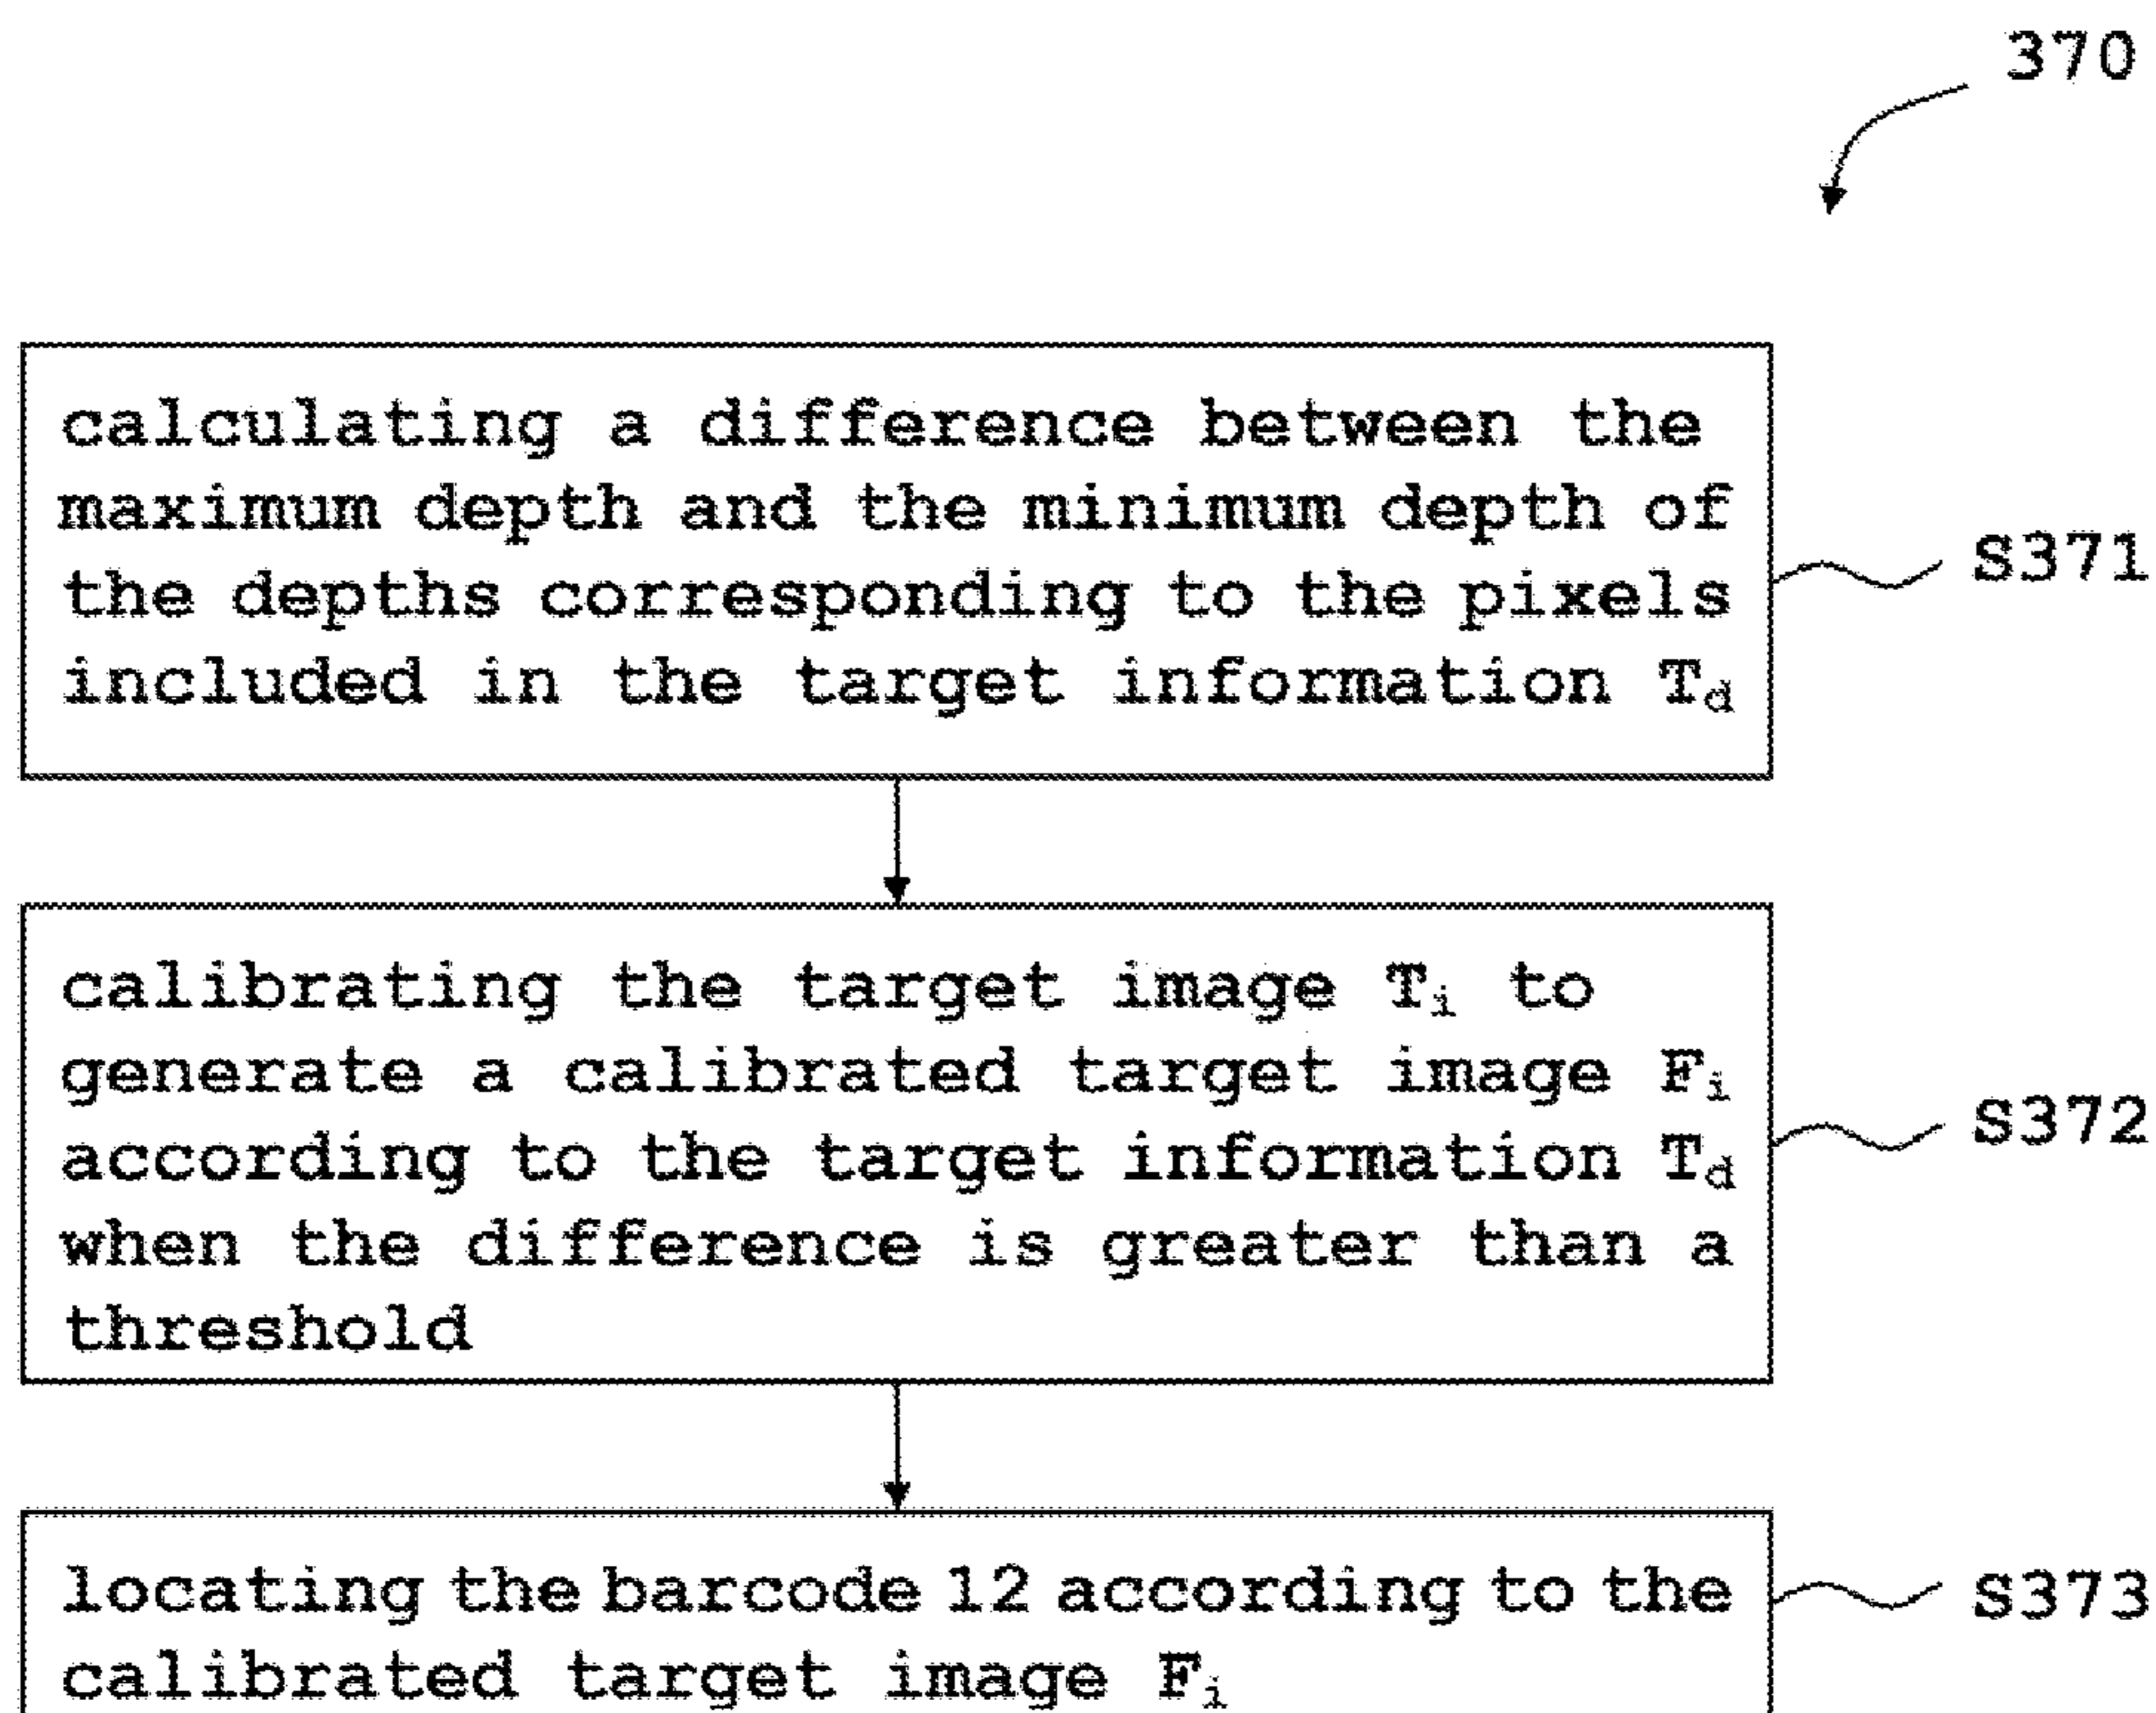 370
calculating a difference between the
maximum depth and the minimum depth of
the depths corresponding to the pixels
included in the target information Td
S371
calibrating the target image Ti to
generate a calibrated target image Fi
according to the target information Td
when the difference is greater than a
threshold
S372
locating the barcode 12 according to the
calibrated target image Fi
S373